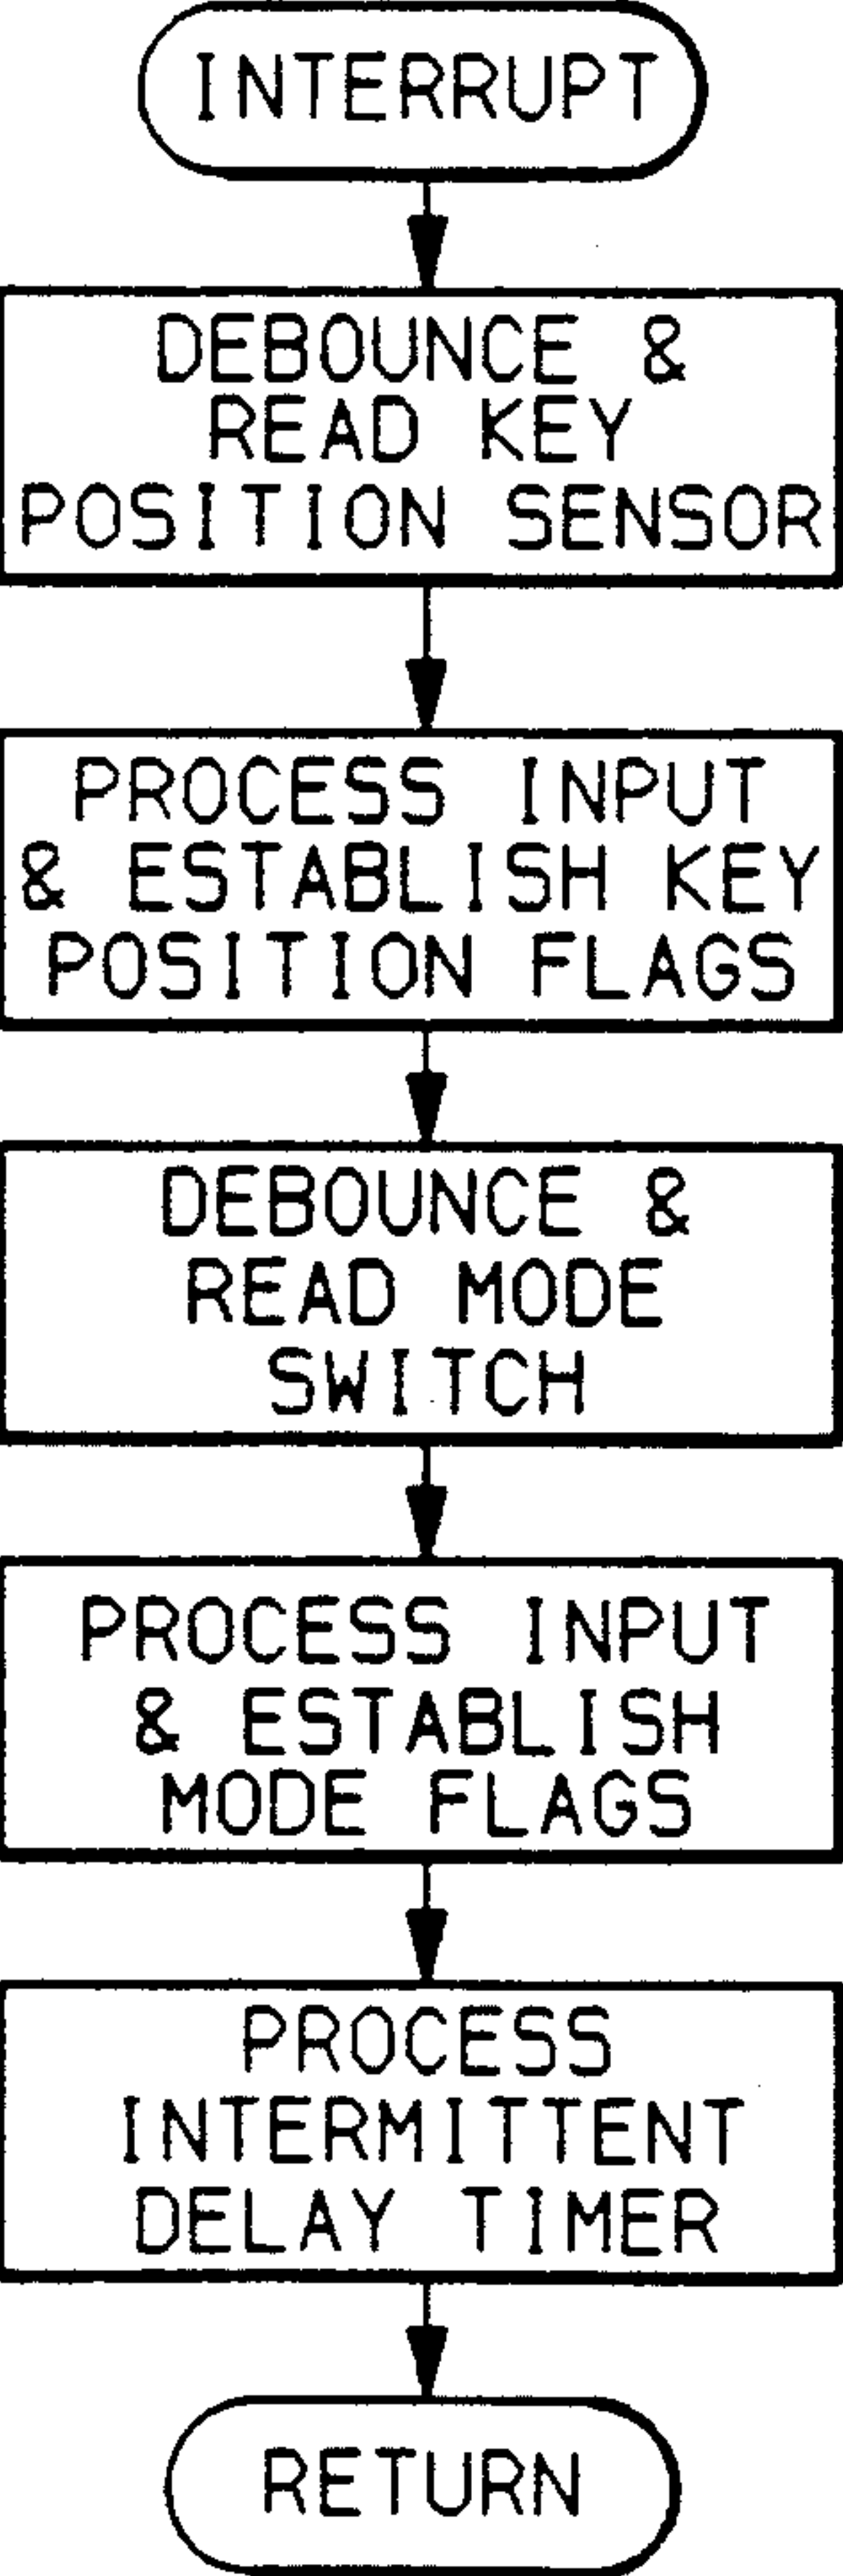 INTERRUPT
DEBOUNCE &
READ KEY
POSITION SENSOR
PROCESS INPUT
& ESTABLISH KEY
POSITION FLAGS
DEBOUNCE &
READ MODE
SWITCH
PROCESS INPUT
& ESTABLISH
MODE FLAGS
PROCESS
INTERMITTENT
DELAY TIMER
RETURN